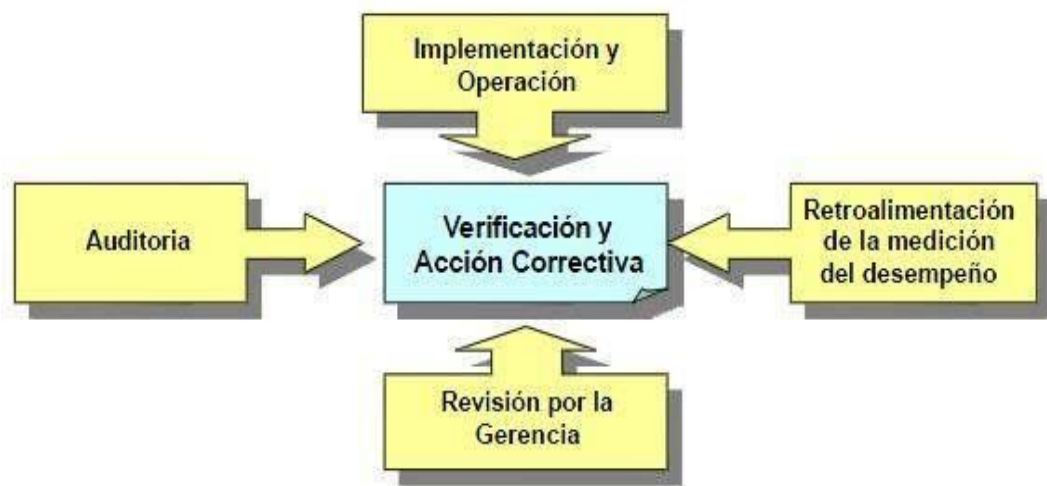 Implementación y
Operación
Auditoria
Verificación y
Acción Correctiva
Retroalimentación
de la medición
del desempeño
Revisión por la
Gerencia